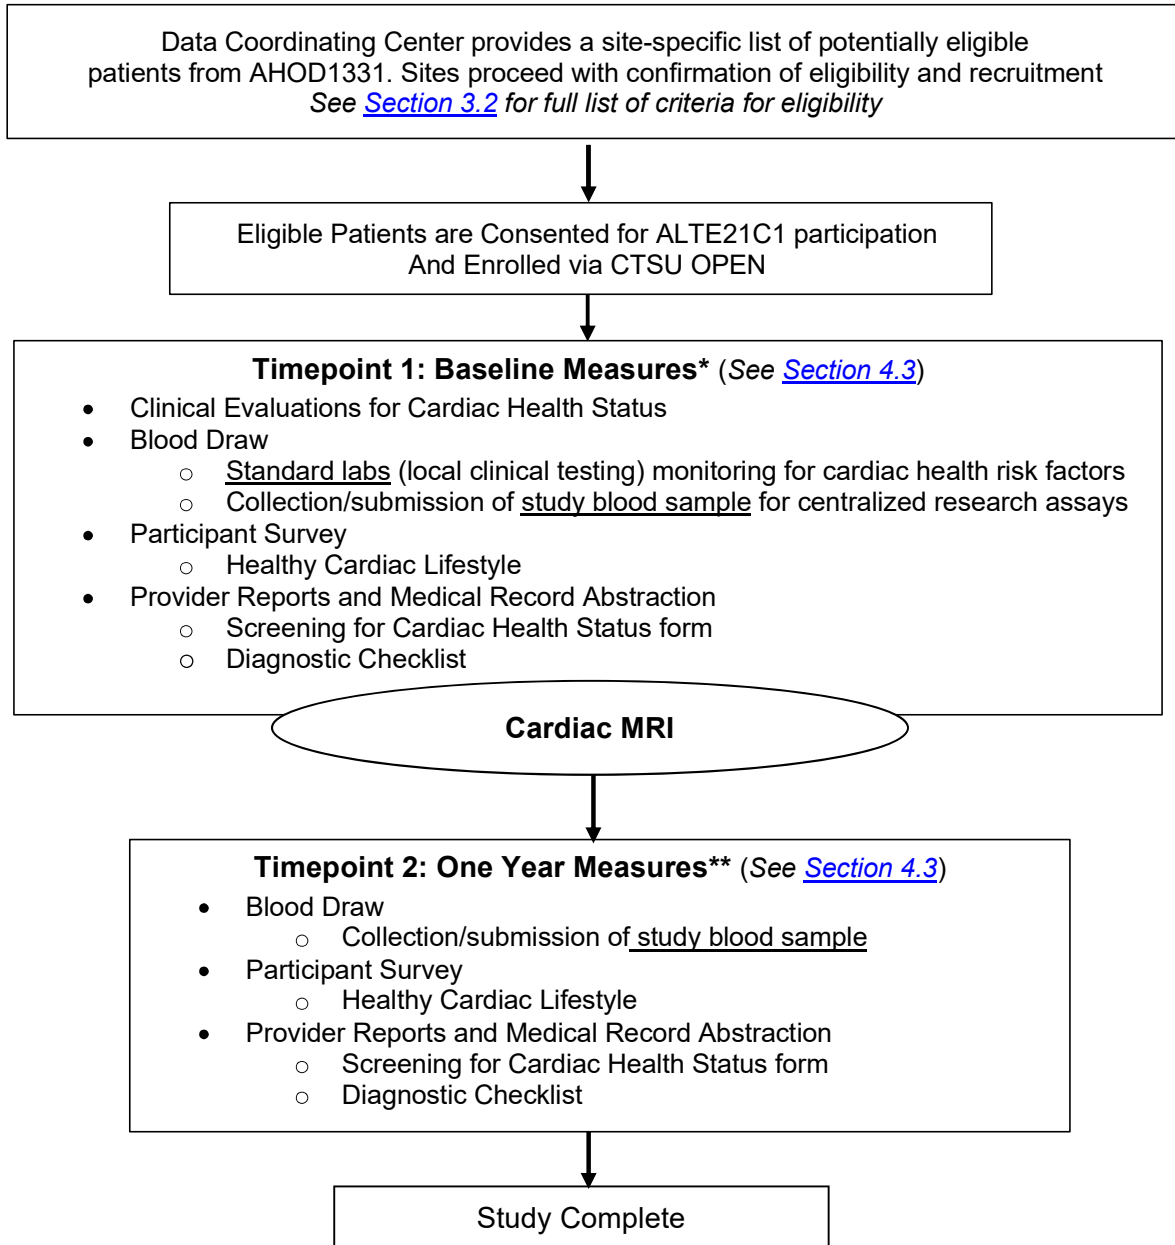 Data Coordinating Center provides a site-specific list of potentially eligible
patients from AHOD1331. Sites proceed with confirmation of eligibility and recruitment
See Section 3.2 for full list of criteria for eligibility
Eligible Patients are Consented for ALTE21C1 participation
And Enrolled via CTSU OPEN
Timepoint 1: Baseline Measures* (See Section 4.3)
• Clinical Evaluations for Cardiac Health Status
• Blood Draw
○ Standard labs (local clinical testing) monitoring for cardiac health risk factors
○ Collection/submission of study blood sample for centralized research assays
• Participant Survey
○ Healthy Cardiac Lifestyle
• Provider Reports and Medical Record Abstraction
○ Screening for Cardiac Health Status form
○ Diagnostic Checklist
Cardiac MRI
Timepoint 2: One Year Measures** (See Section 4.3)
• Blood Draw
○ Collection/submission of study blood sample
• Participant Survey
○ Healthy Cardiac Lifestyle
• Provider Reports and Medical Record Abstraction
○ Screening for Cardiac Health Status form
○ Diagnostic Checklist
Study Complete